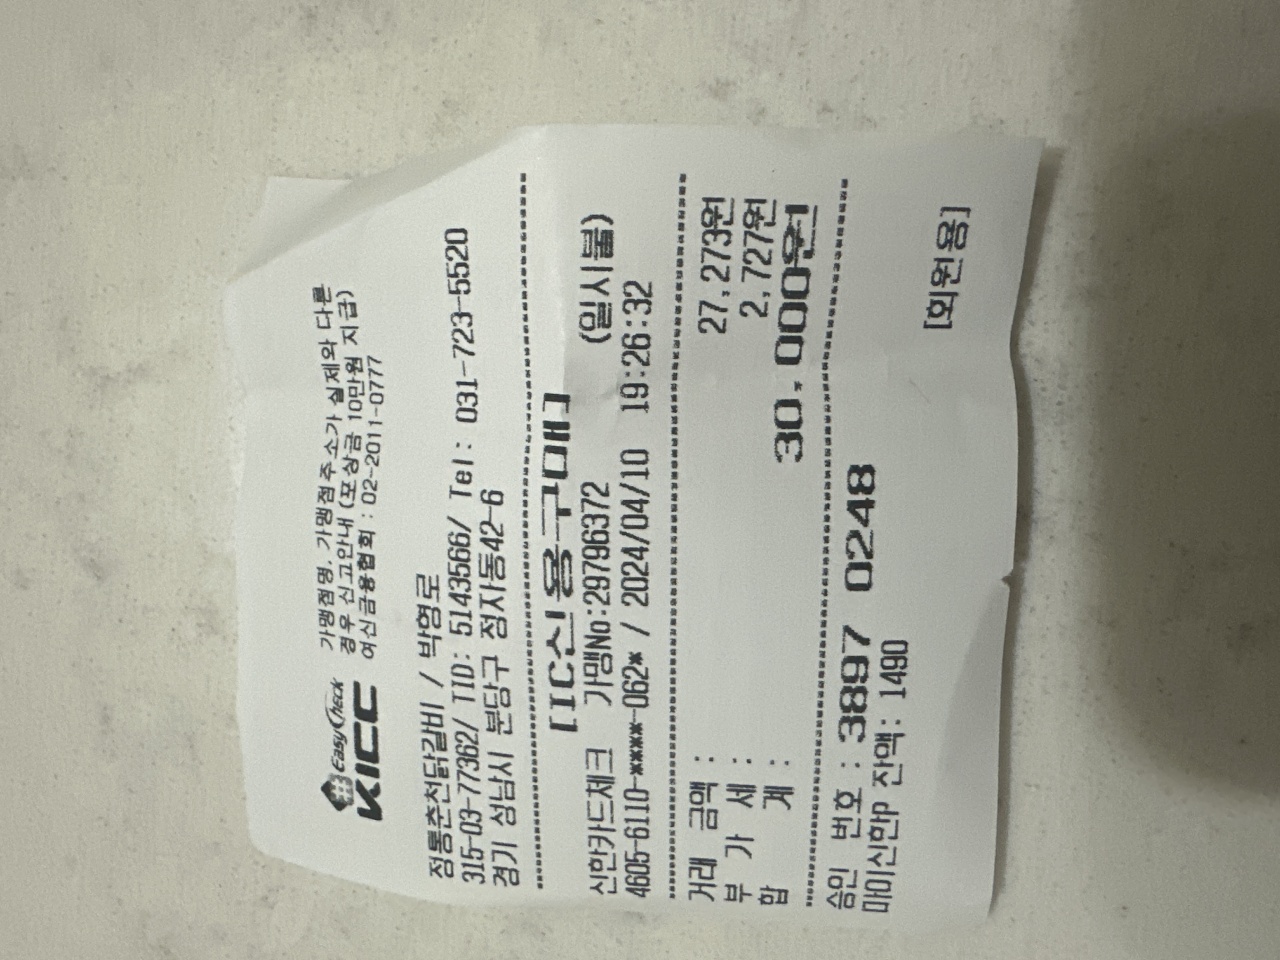 EasyCheck
KICC
가맹점명, 가맹점주소가 실제와 다른
경우 신고안내 (포상금 10만원 지급)
여신금융협회 : 02-2011-0777
정통춘천닭갈비 / 박형로
315-03-77362/ TID: 5143566/ Tel: 031-723-5520
경기 성남시 분당구 정자동42-6
[IC신용구매]
신한카드체크 가맹No:29796372 (일시불)
4605-6110-****-062* / 2024/04/10 19:26:32
거래 금액 : 27,273원
부 가 세 : 2,727원
합 계 : 30,000원
승인 번호 : 3897 0248
마이신한P 잔액: 1490
[회원용]